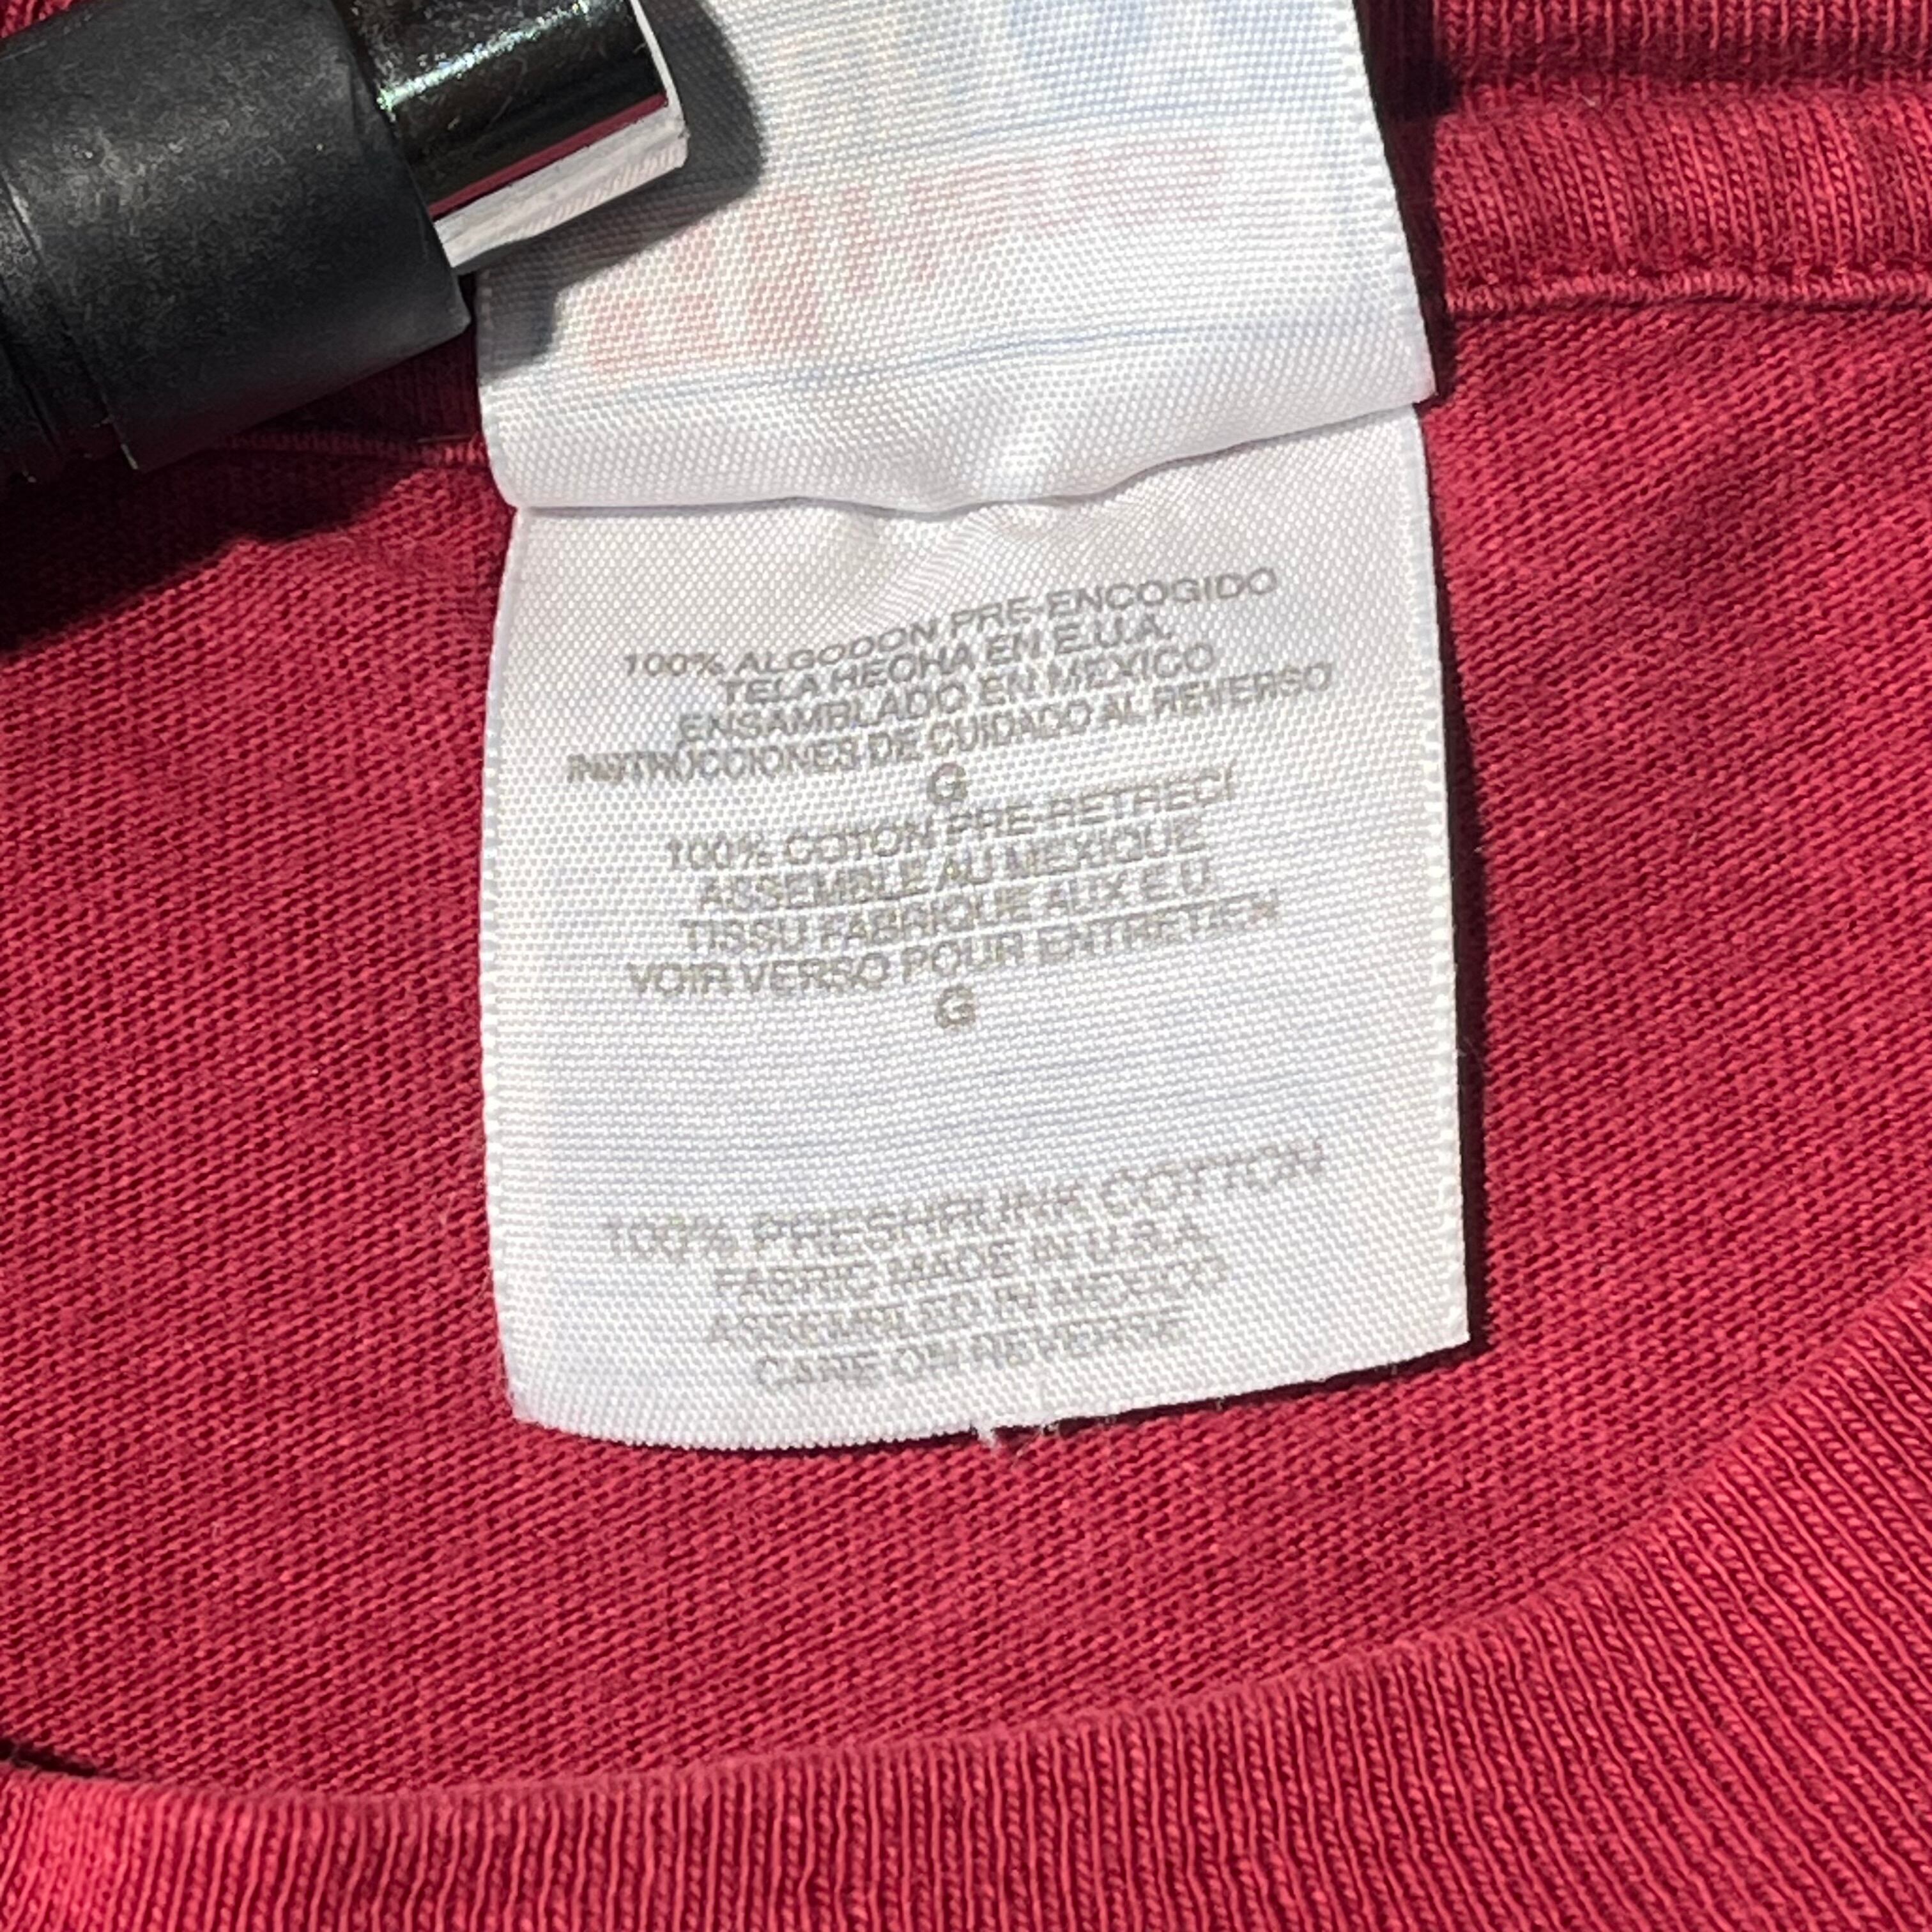 100% ALGODON PRE-ENCOGIDO
TELA HECHA EN E.U.A.
ENSAMBLADO EN MEXICO
INSTRUCCIONES DE CUIDADO AL REVERSO
G
100% COTON PRE-RETRECI
ASSEMBLE AU MEXIQUE
TISSU FABRIQUE AUX E.U.
VOIR VERSO POUR ENTRETIEN
G
100% PRESHRUNK COTTON
FABRIC MADE IN U.S.A.
ASSEMBLED IN MEXICO
CARE ON REVERSE